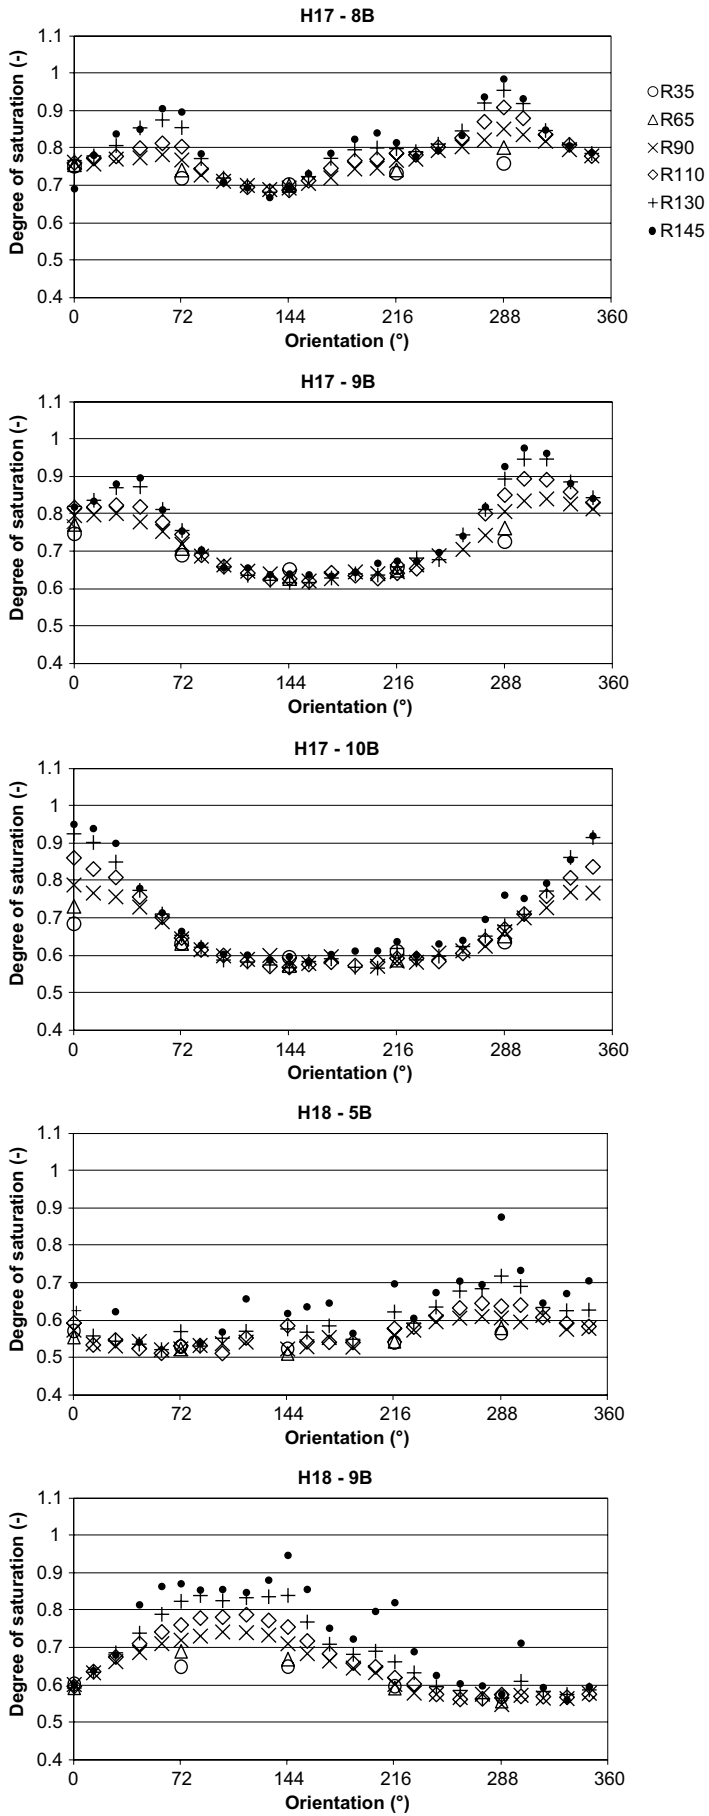 H17 - 8B
Degree of saturation (-)
1.1
1
0.9
0.8
0.7
0.6
0.5
0.4
0 72 144 216 288 360
Orientation (°)
R35
R65
R90
R110
R130
R145
H17 - 9B
Degree of saturation (-)
1.1
1
0.9
0.8
0.7
0.6
0.5
0.4
0 72 144 216 288 360
Orientation (°)
H17 - 10B
Degree of saturation (-)
1.1
1
0.9
0.8
0.7
0.6
0.5
0.4
0 72 144 216 288 360
Orientation (°)
H18 - 5B
Degree of saturation (-)
1.1
1
0.9
0.8
0.7
0.6
0.5
0.4
0 72 144 216 288 360
Orientation (°)
H18 - 9B
Degree of saturation (-)
1.1
1
0.9
0.8
0.7
0.6
0.5
0.4
0 72 144 216 288 360
Orientation (°)